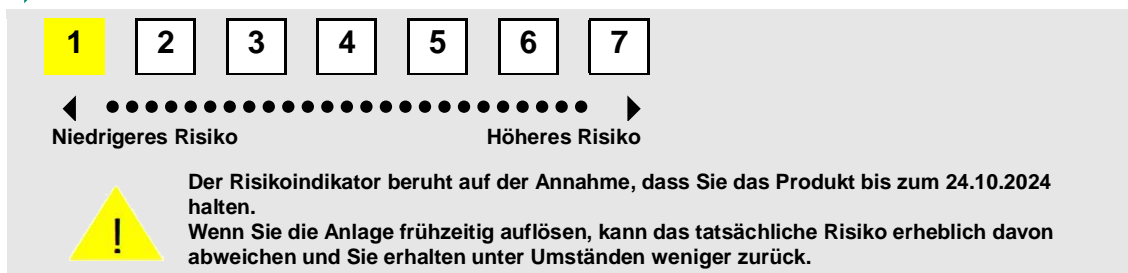 1 2 3 4 5 6 7
Niedrigeres Risiko Höheres Risiko
Der Risikoindikator beruht auf der Annahme, dass Sie das Produkt bis zum 24.10.2024
halten.
!
Wenn Sie die Anlage frühzeitig auflösen, kann das tatsächliche Risiko erheblich davon
abweichen und Sie erhalten unter Umständen weniger zurück.